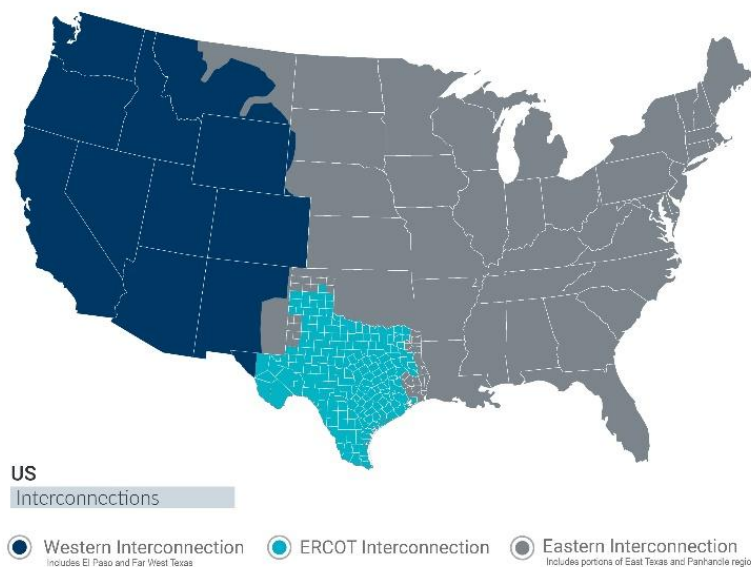 US
Interconnections
Western Interconnection
Includes El Paso and Far West Texas
ERCOT Interconnection
Eastern Interconnection
Includes portions of East Texas and Panhandle regio